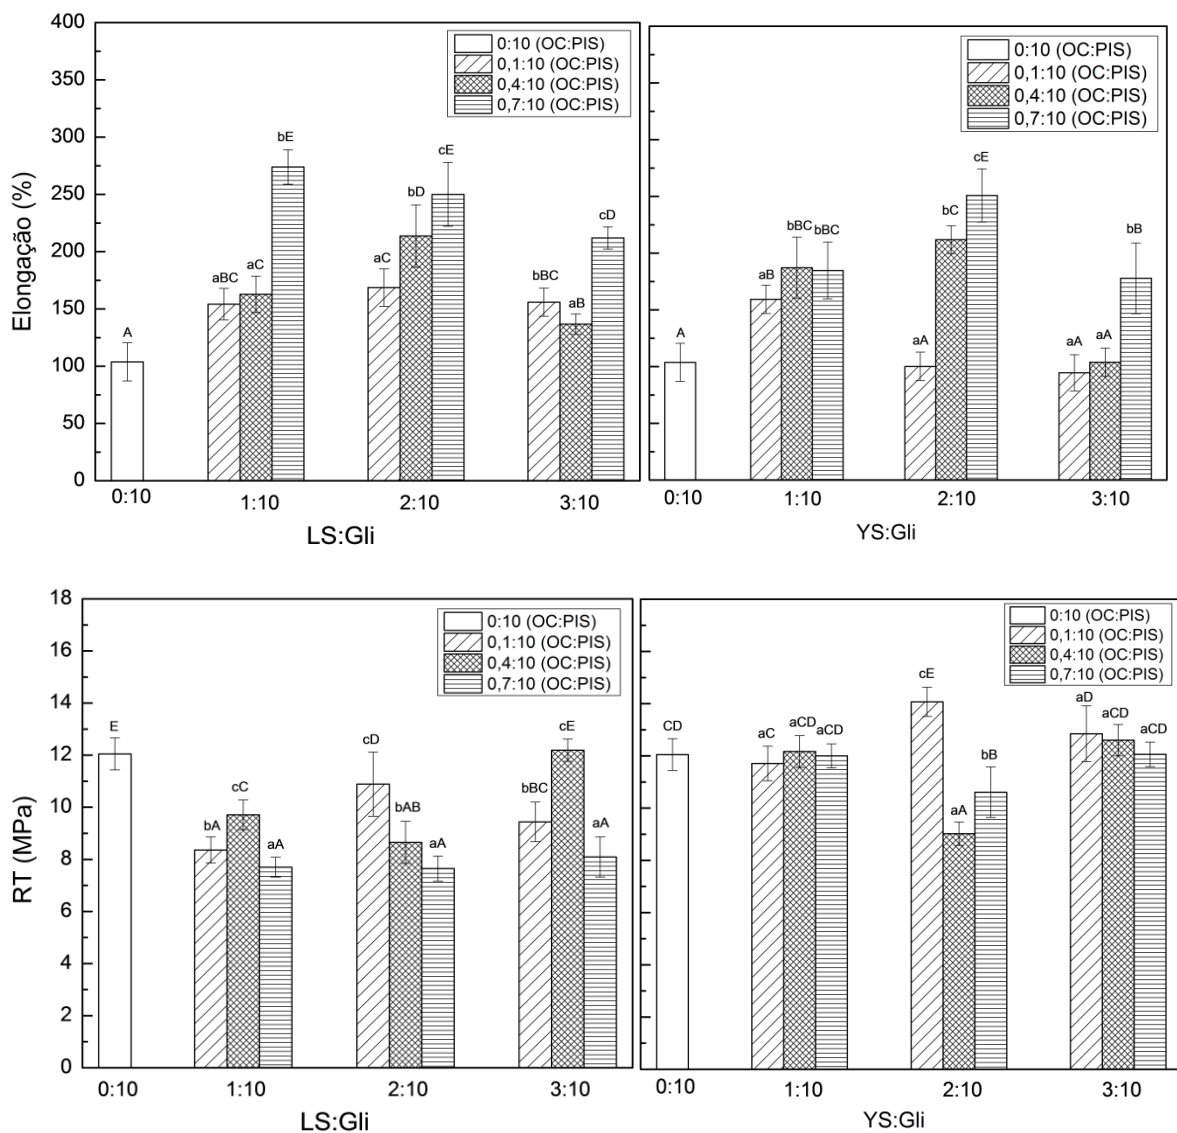 400
350
300
250
200
150
100
50
0
Elongação (%)
0:10 (OC:PIS)
0,1:10 (OC:PIS)
0,4:10 (OC:PIS)
0,7:10 (OC:PIS)
A
aBC
aC
bE
aC
bD
cE
bBC
aB
cD
0:10
1:10
2:10
3:10
LS:Gli
0:10 (OC:PIS)
0,1:10 (OC:PIS)
0,4:10 (OC:PIS)
0,7:10 (OC:PIS)
A
aB
bBC
bBC
aA
bC
cE
aA
aA
bB
0:10
1:10
2:10
3:10
YS:Gli
18
16
14
12
10
8
6
4
2
0
RT (MPa)
0:10 (OC:PIS)
0,1:10 (OC:PIS)
0,4:10 (OC:PIS)
0,7:10 (OC:PIS)
E
bA
cC
aA
cD
bAB
aA
bBC
cE
aA
0:10
1:10
2:10
3:10
LS:Gli
0:10 (OC:PIS)
0,1:10 (OC:PIS)
0,4:10 (OC:PIS)
0,7:10 (OC:PIS)
CD
aC
aCD
aCD
cE
aA
bB
aD
aCD
aCD
0:10
1:10
2:10
3:10
YS:Gli